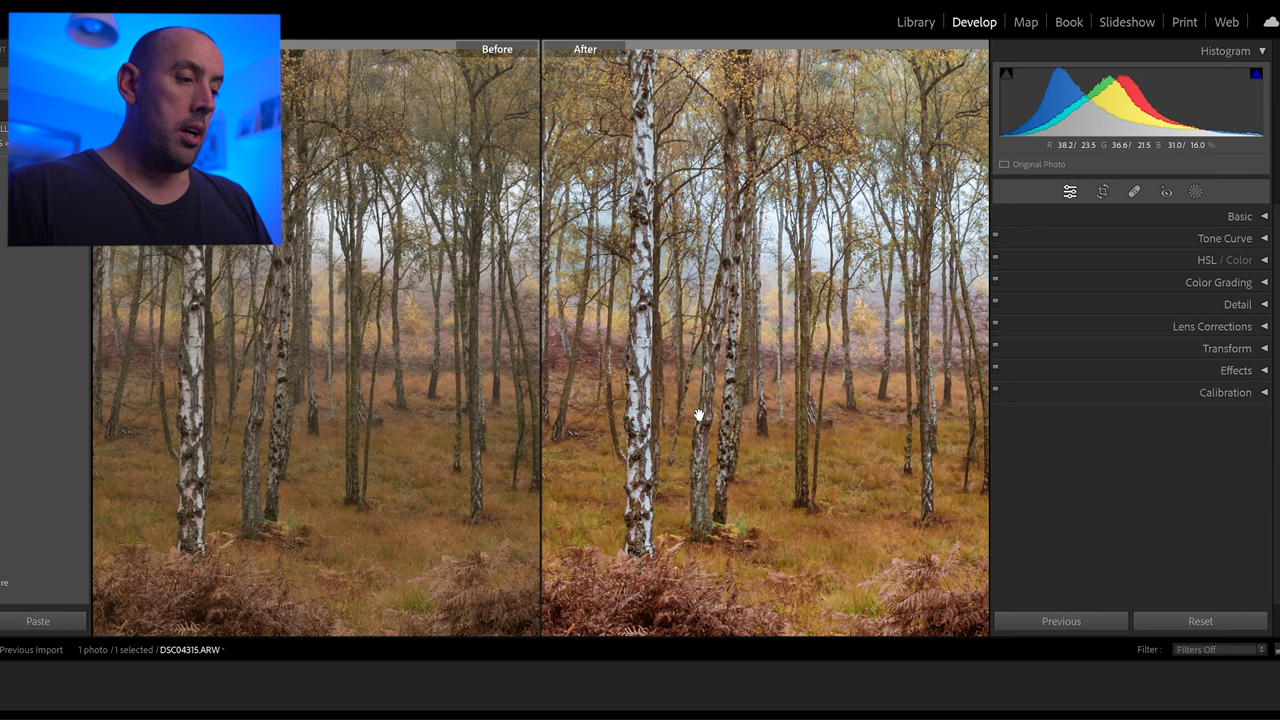 Library | Develop | Map | Book | Slideshow | Print | Web
Before
After
Histogram
R 38.2 / 23.5 G 36.6 / 21.5 B 31.0 / 16.0 %
Original Photo
Basic
Tone Curve
HSL / Color
Color Grading
Detail
Lens Corrections
Transform
Effects
Calibration
re
Paste
Previous
Reset
Previous Import
1 photo / 1 selected / DSC04315.ARW
Filter :
Filters Off